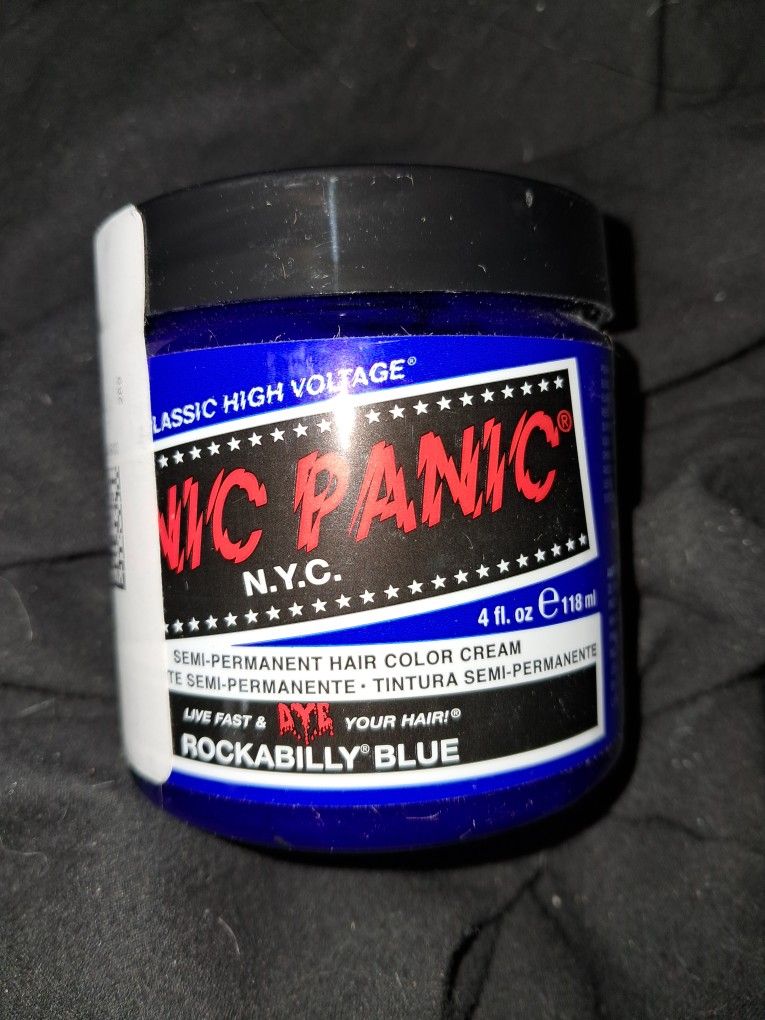 LASSIC HIGH VOLTAGE®
NIC PANIC®
N.Y.C.
4 fl. oz e 118 ml
SEMI-PERMANENT HAIR COLOR CREAM
TE SEMI-PERMANENTE • TINTURA SEMI-PERMANENTE
LIVE FAST & DYE YOUR HAIR!®
ROCKABILLY® BLUE